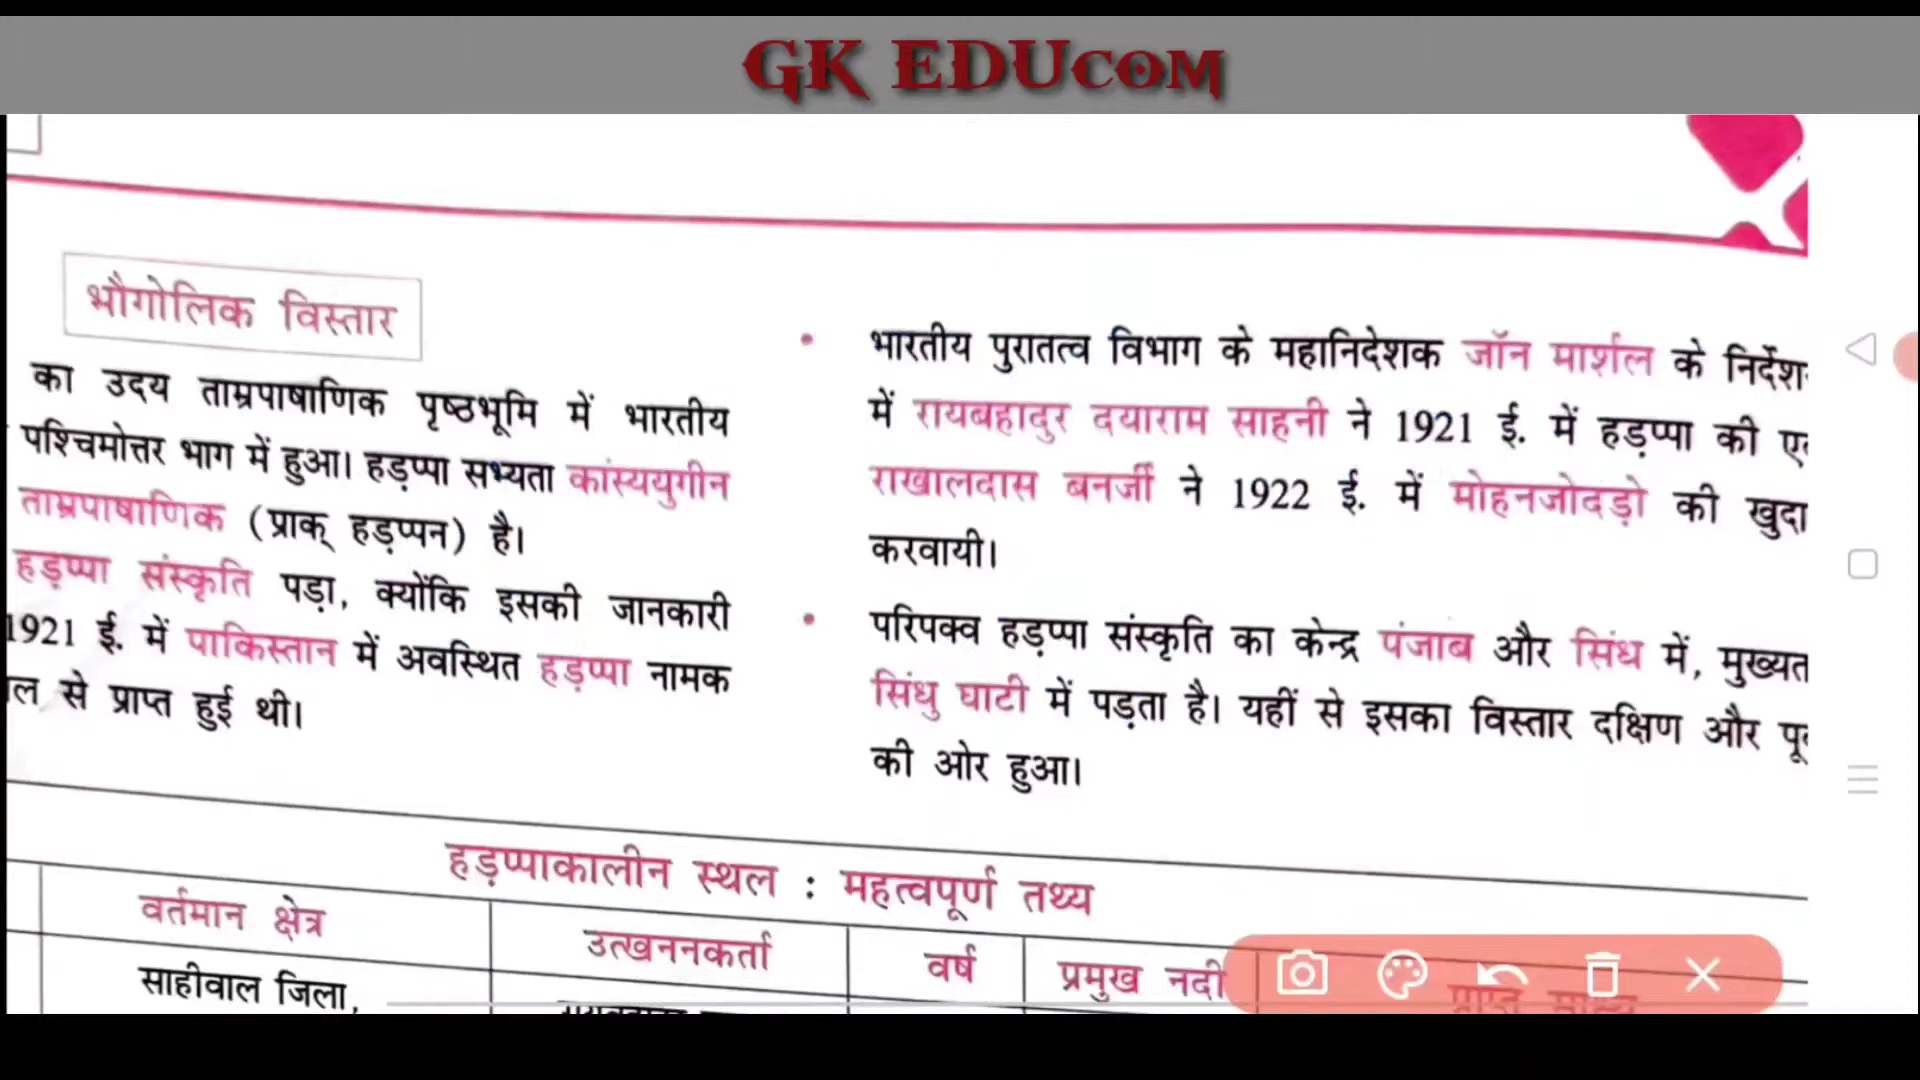 GK EDUCOM
भौगोलिक विस्तार
का उदय ताम्रपाषाणिक पृष्ठभूमि में भारतीय
पश्चिमोत्तर भाग में हुआ। हड़प्पा सभ्यता कांस्ययुगीन
ताम्रपाषाणिक (प्राक् हड़प्पन) है।
हड़प्पा संस्कृति पड़ा, क्योंकि इसकी जानकारी
1921 ई. में पाकिस्तान में अवस्थित हड़प्पा नामक
से प्राप्त हुई थी।
• भारतीय पुरातत्व विभाग के महानिदेशक जॉन मार्शल के
में रायबहादुर दयाराम साहनी ने 1921 ई. में हड़प्पा की
राखालदास बनर्जी ने 1922 ई. में मोहनजोदड़ो की
करवायी।
• परिपक्व हड़प्पा संस्कृति का केन्द्र पंजाब और सिंध में,
सिंधु घाटी में पड़ता है। यहीं से इसका विस्तार दक्षिण और
की ओर हुआ।
हड़प्पाकालीन स्थल : महत्वपूर्ण तथ्य
वर्तमान क्षेत्र उत्खननकर्ता वर्ष प्रमुख नदी
साहीवाल जिला,